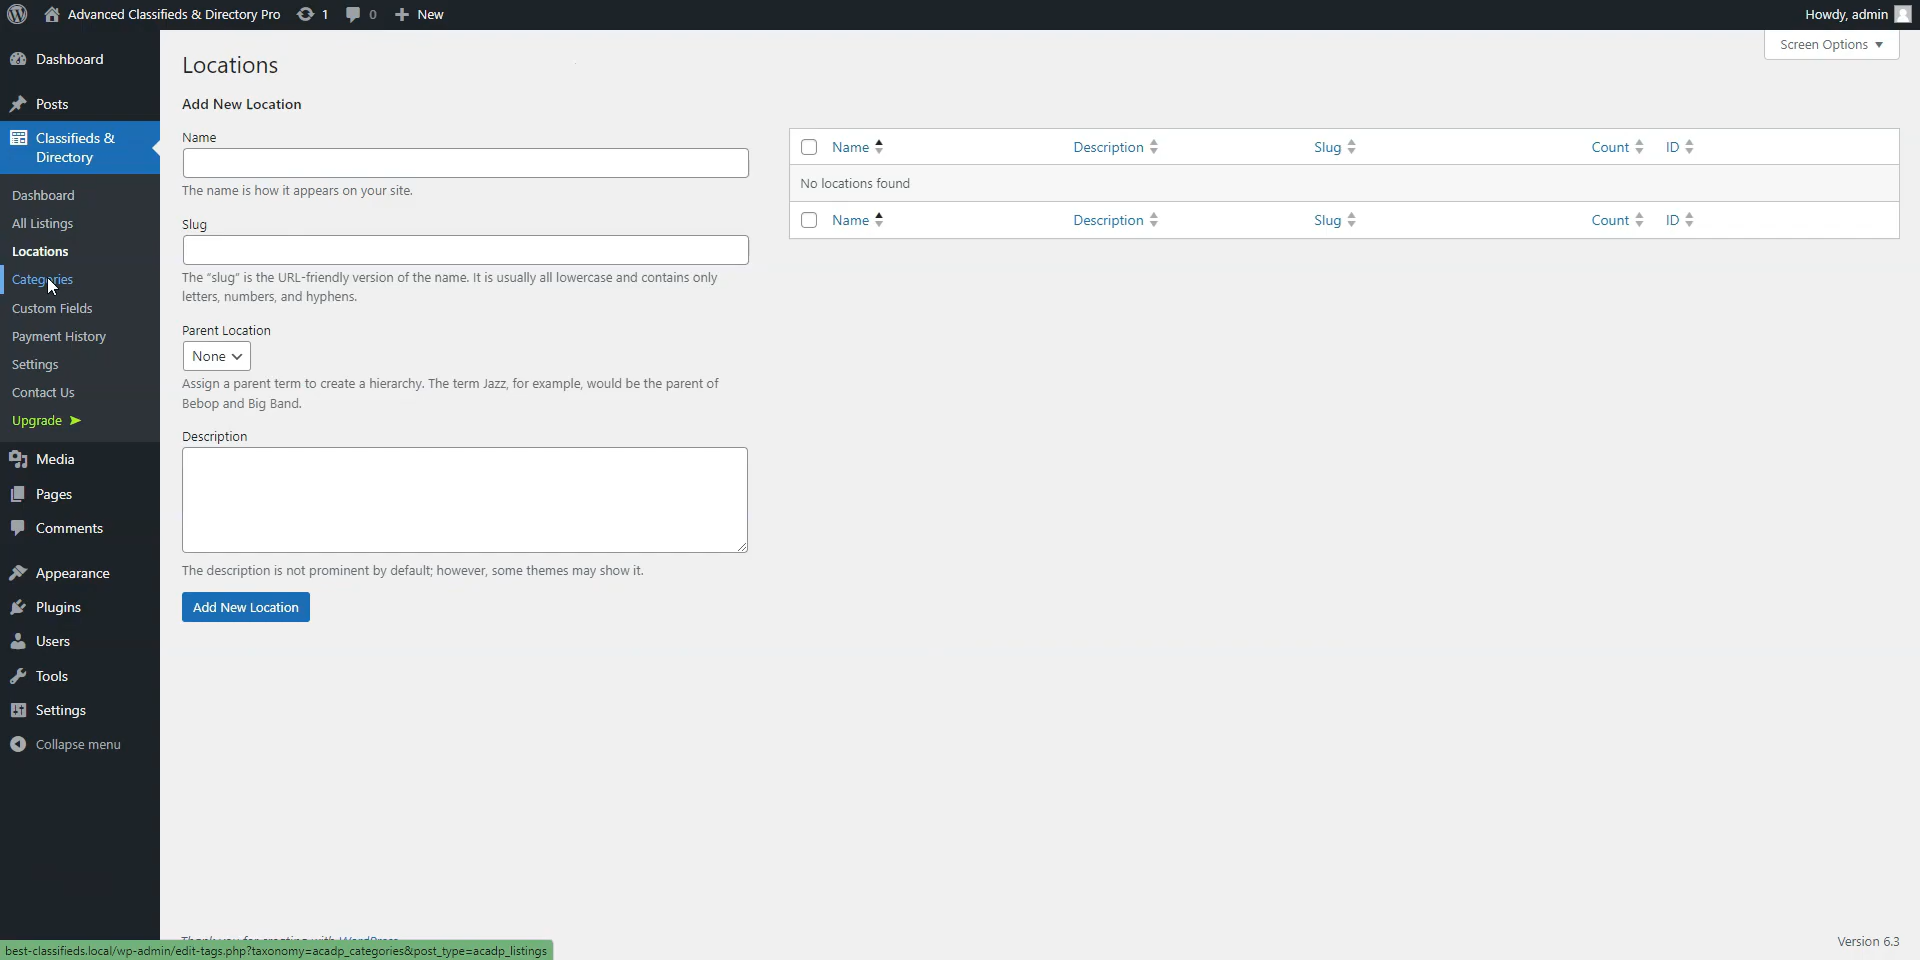 Advanced Classifieds & Directory Pro 1 0 New
Howdy, admin
Screen Options
Dashboard
Posts
Classifieds &
Directory
Dashboard
All Listings
Locations
Categories
Custom Fields
Payment History
Settings
Contact Us
Upgrade ➤
Media
Pages
Comments
Appearance
Plugins
Users
Tools
Settings
Collapse menu
Locations
Add New Location
Name
The name is how it appears on your site.
Slug
The “slug” is the URL-friendly version of the name. It is usually all lowercase and contains only
letters, numbers, and hyphens.
Parent Location
None
Assign a parent term to create a hierarchy. The term Jazz, for example, would be the parent of
Bebop and Big Band.
Description
The description is not prominent by default; however, some themes may show it.
Add New Location
Name Description Slug Count ID
No locations found
Name Description Slug Count ID
Thank you for creating with WordPress.
Version 6.3
best-classifieds.local/wp-admin/edit-tags.php?taxonomy=acadp_categories&post_type=acadp_listings